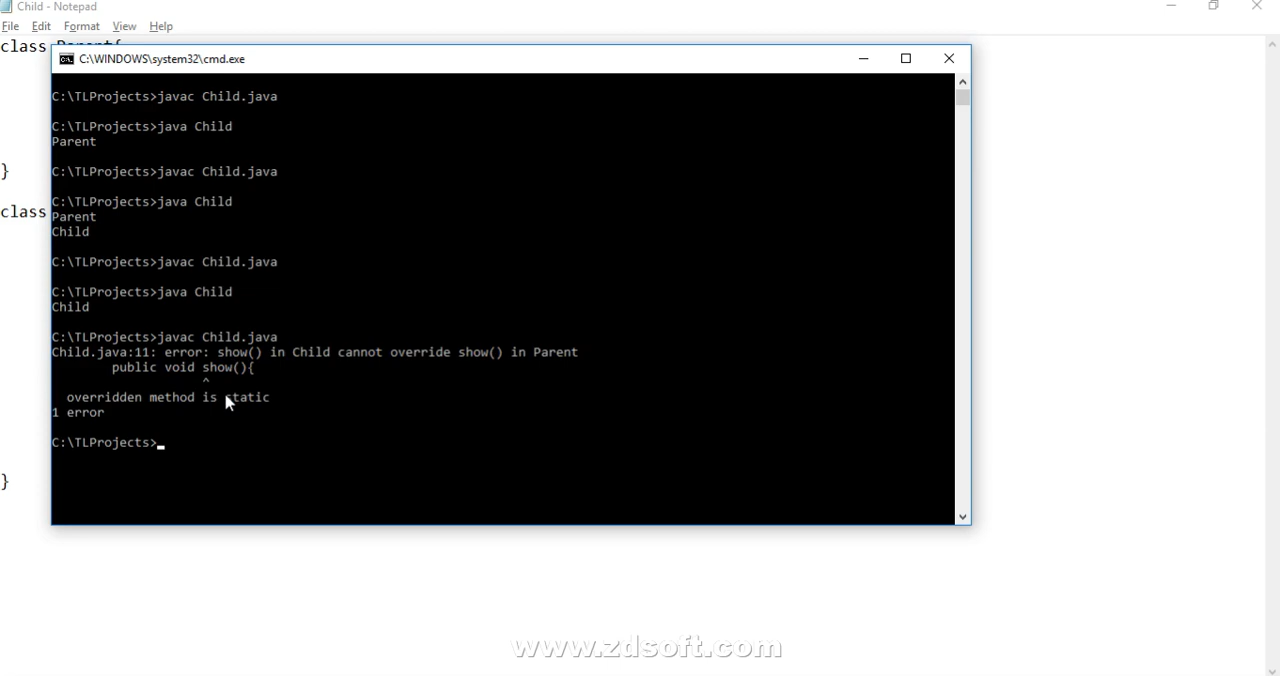 Child - Notepad
File Edit Format View Help
class Parent{
C:\WINDOWS\system32\cmd.exe
C:\TLProjects>javac Child.java
C:\TLProjects>java Child
Parent
C:\TLProjects>javac Child.java
}
C:\TLProjects>java Child
class
Parent
Child
C:\TLProjects>javac Child.java
C:\TLProjects>java Child
Child
C:\TLProjects>javac Child.java
Child.java:11: error: show() in Child cannot override show() in Parent
public void show(){
^
overridden method is static
1 error
C:\TLProjects>
}
www.zdsoft.com